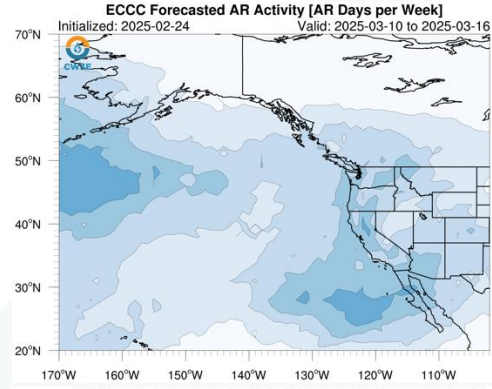 ECCC Forecasted AR Activity [AR Days per Week]
Initialized: 2025-02-24 Valid: 2025-03-10 to 2025-03-16
70°N
CW3E
60°N
50°N
40°N
30°N
20°N
170°W 160°W 150°W 140°W 130°W 120°W 110°W